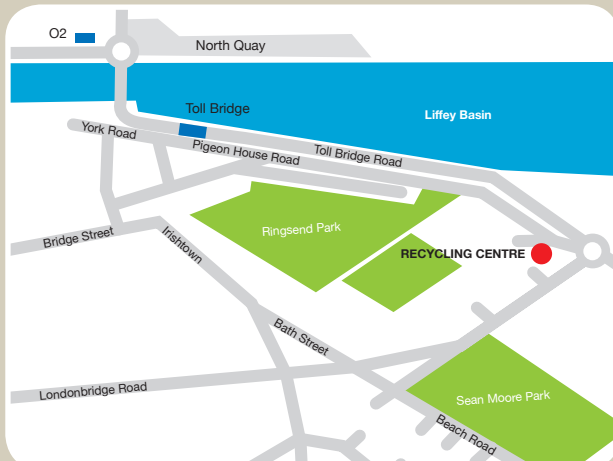 O2
North Quay
Toll Bridge
Liffey Basin
York Road
Pigeon House Road
Toll Bridge Road
Ringsend Park
Bridge Street
Irishtown
RECYCLING CENTRE
Bath Street
Londonbridge Road
Sean Moore Park
Beach Road